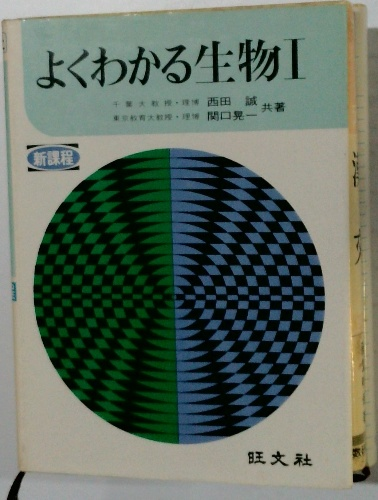 よくわかる生物I
千葉大教授・理博 西田 誠
東京教育大教授・理博 関口晃一 共著
新課程
旺文社